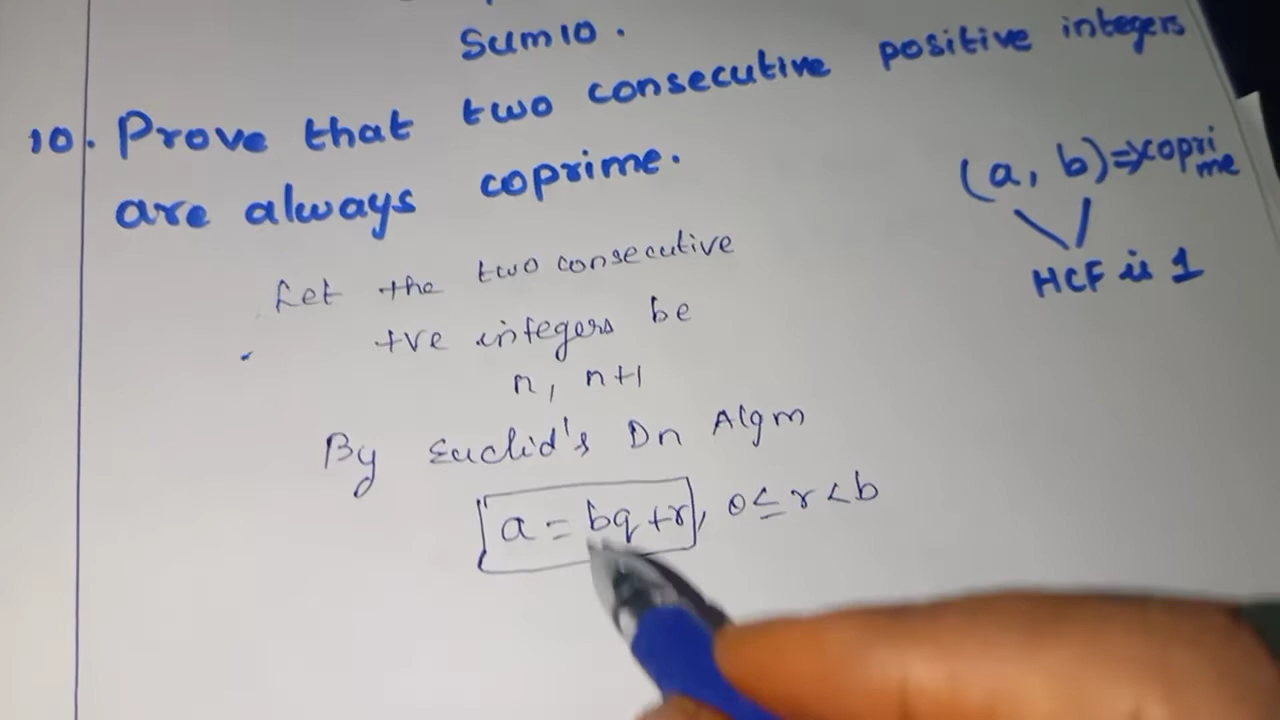 Sum10.
10. Prove that two consecutive positive integers
are always coprime.
(a, b)=>coprime
HCF is 1
Let the two consecutive
+ve integers be
n, n+1
By Euclid's Dn Algm
a = bq+r, 0≤r<b